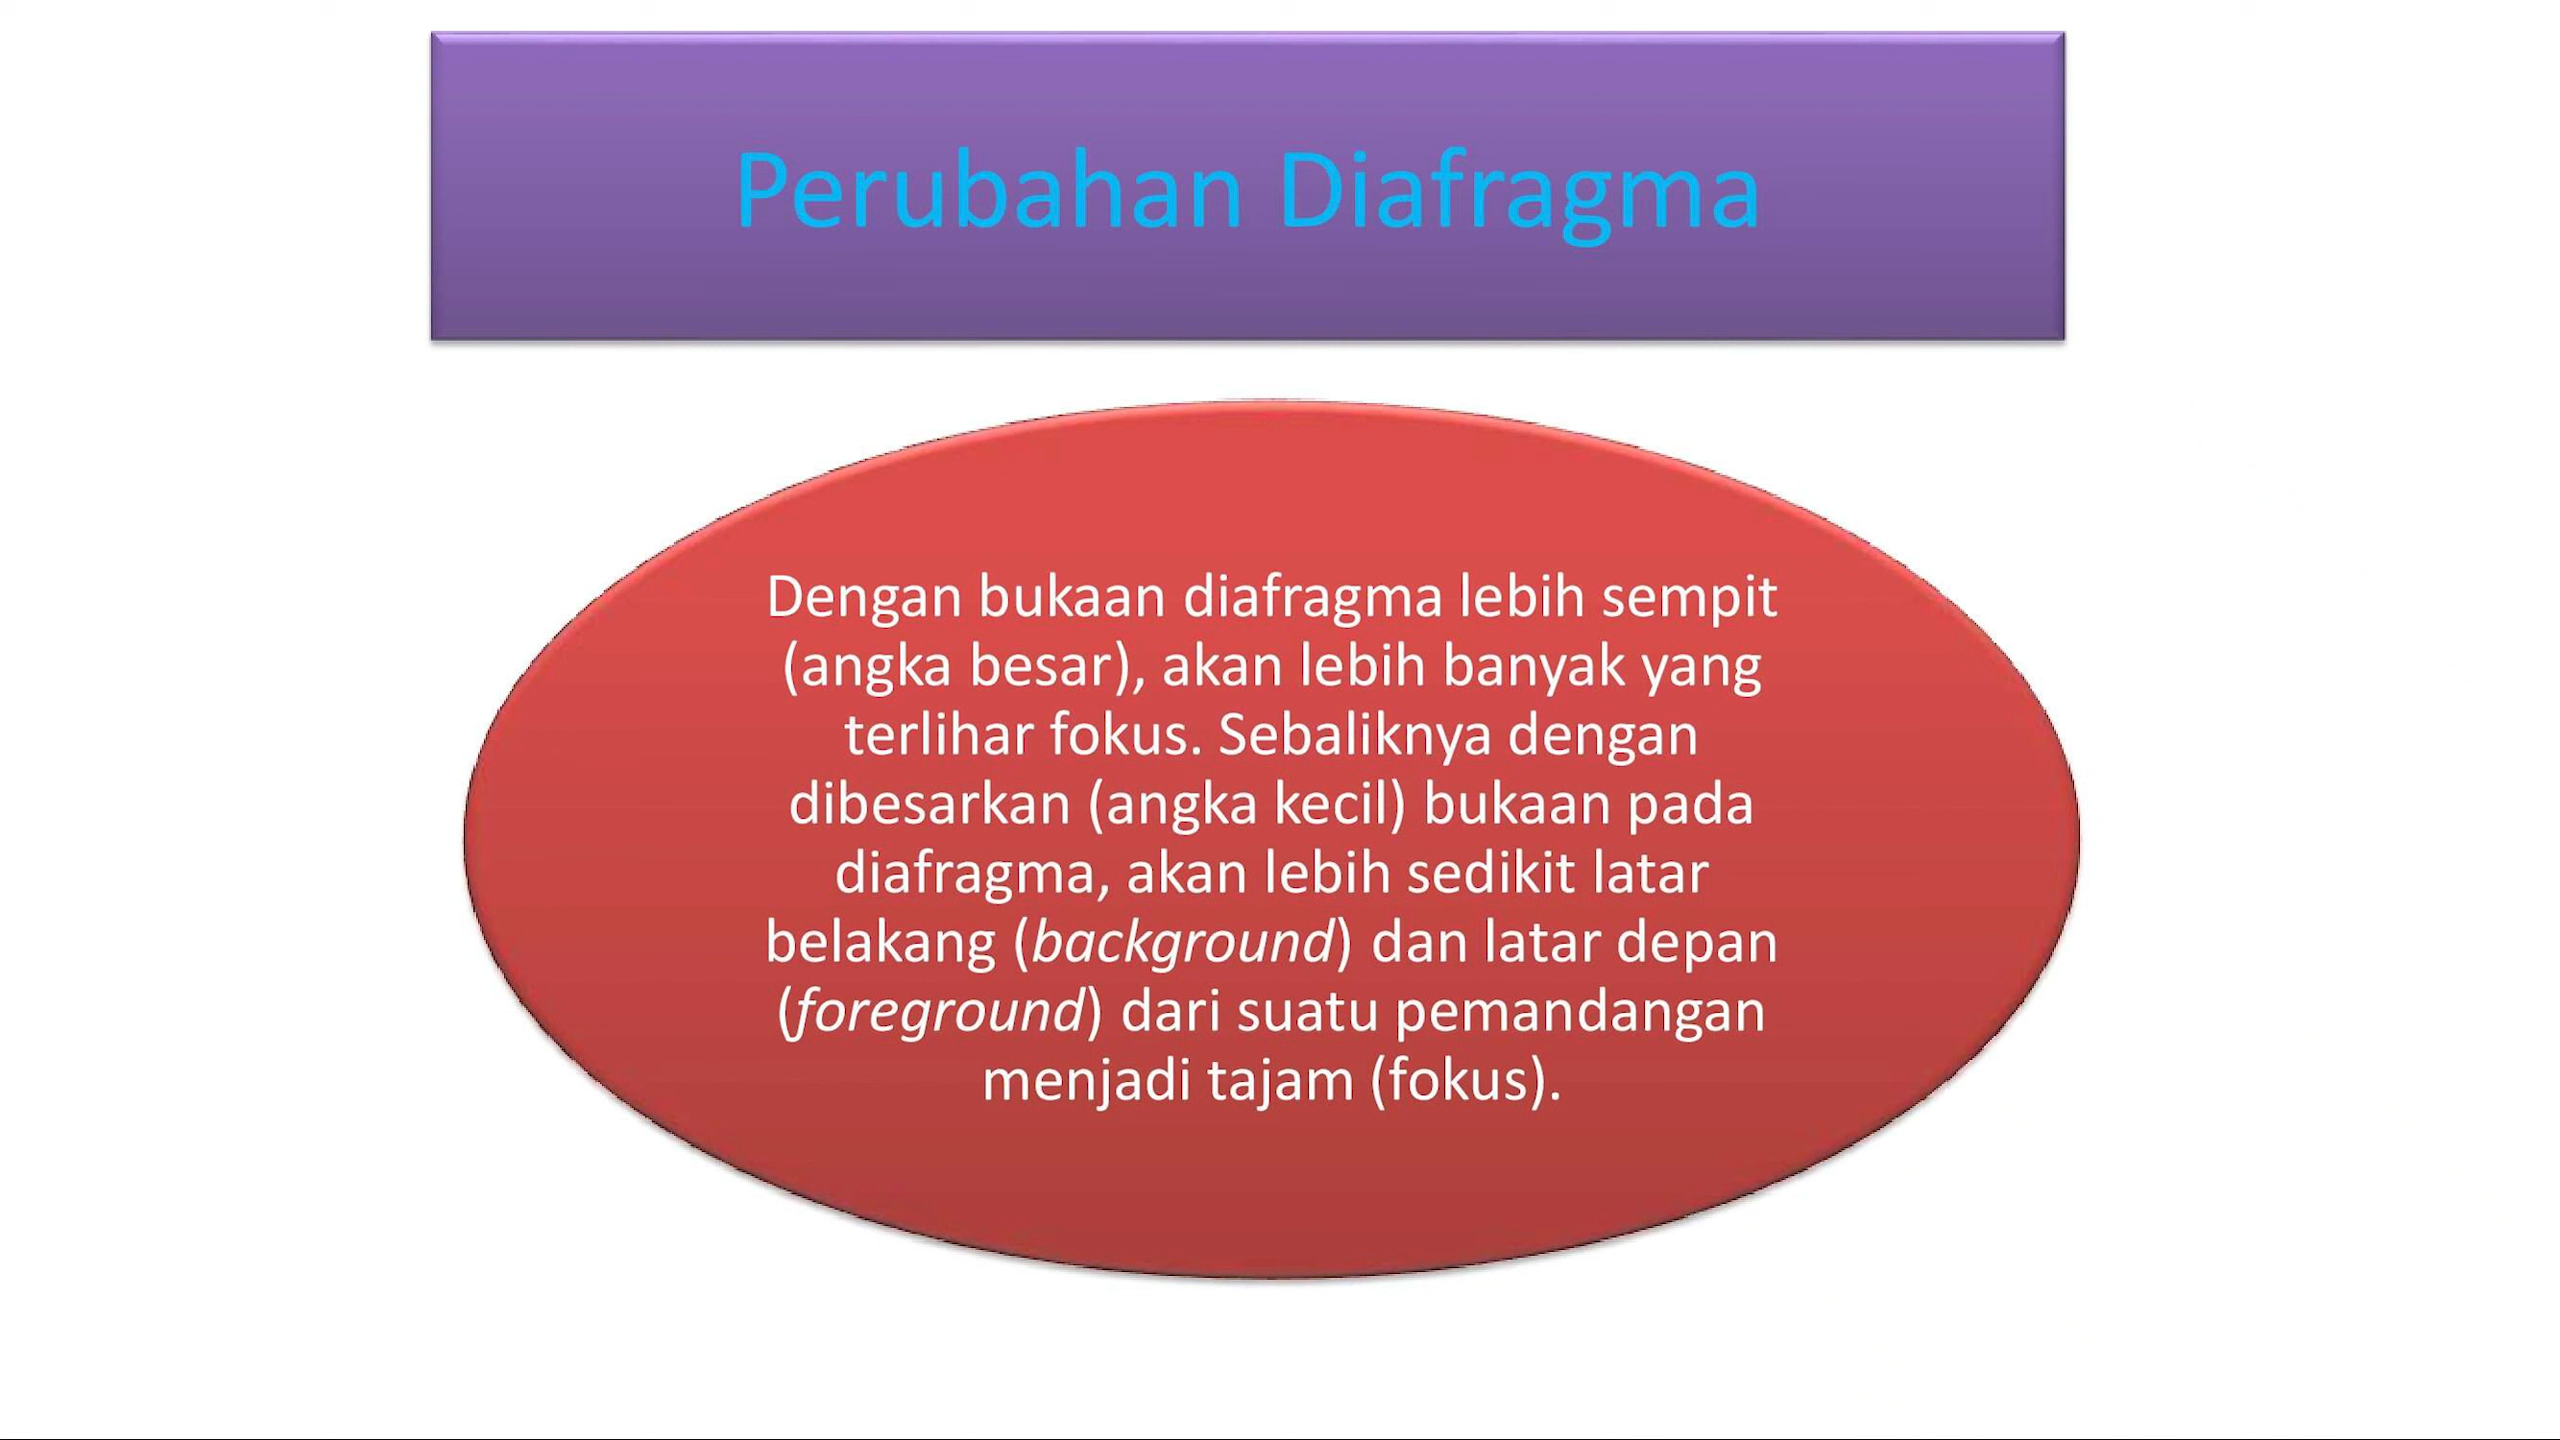 Perubahan Diafragma
Dengan bukaan diafragma lebih sempit
(angka besar), akan lebih banyak yang
terlihar fokus. Sebaliknya dengan
dibesarkan (angka kecil) bukaan pada
diafragma, akan lebih sedikit latar
belakang (background) dan latar depan
(foreground) dari suatu pemandangan
menjadi tajam (fokus).